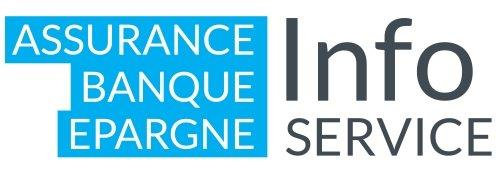 ASSURANCE
BANQUE
EPARGNE
Info
SERVICE